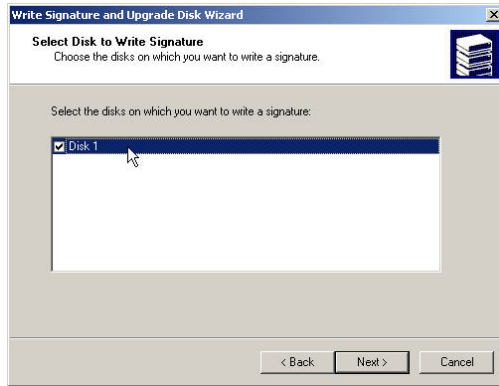 Write Signature and Upgrade Disk Wizard
Select Disk to Write Signature
Choose the disks on which you want to write a signature.
Select the disks on which you want to write a signature:
Disk 1
< Back
Next >
Cancel